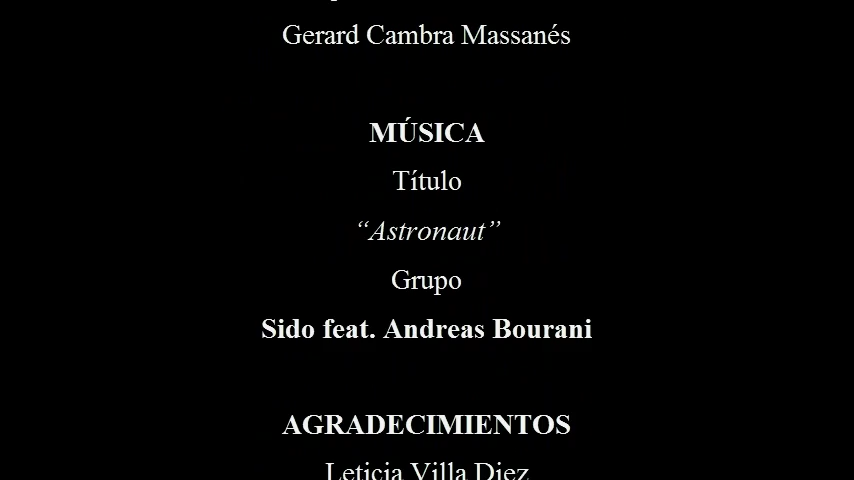 Gerard Cambra Massanés
MÚSICA
Título
“Astronaut”
Grupo
Sido feat. Andreas Bourani
AGRADECIMIENTOS
Leticia Villa Diez